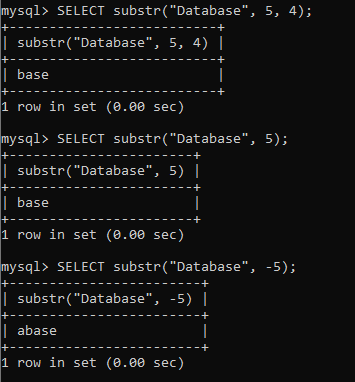 mysql> SELECT substr("Database", 5, 4);
+--------------------------+
| substr("Database", 5, 4) |
+--------------------------+
| base                     |
+--------------------------+
1 row in set (0.00 sec)

mysql> SELECT substr("Database", 5);
+-----------------------+
| substr("Database", 5) |
+-----------------------+
| base                  |
+-----------------------+
1 row in set (0.00 sec)

mysql> SELECT substr("Database", -5);
+------------------------+
| substr("Database", -5) |
+------------------------+
| abase                  |
+------------------------+
1 row in set (0.00 sec)